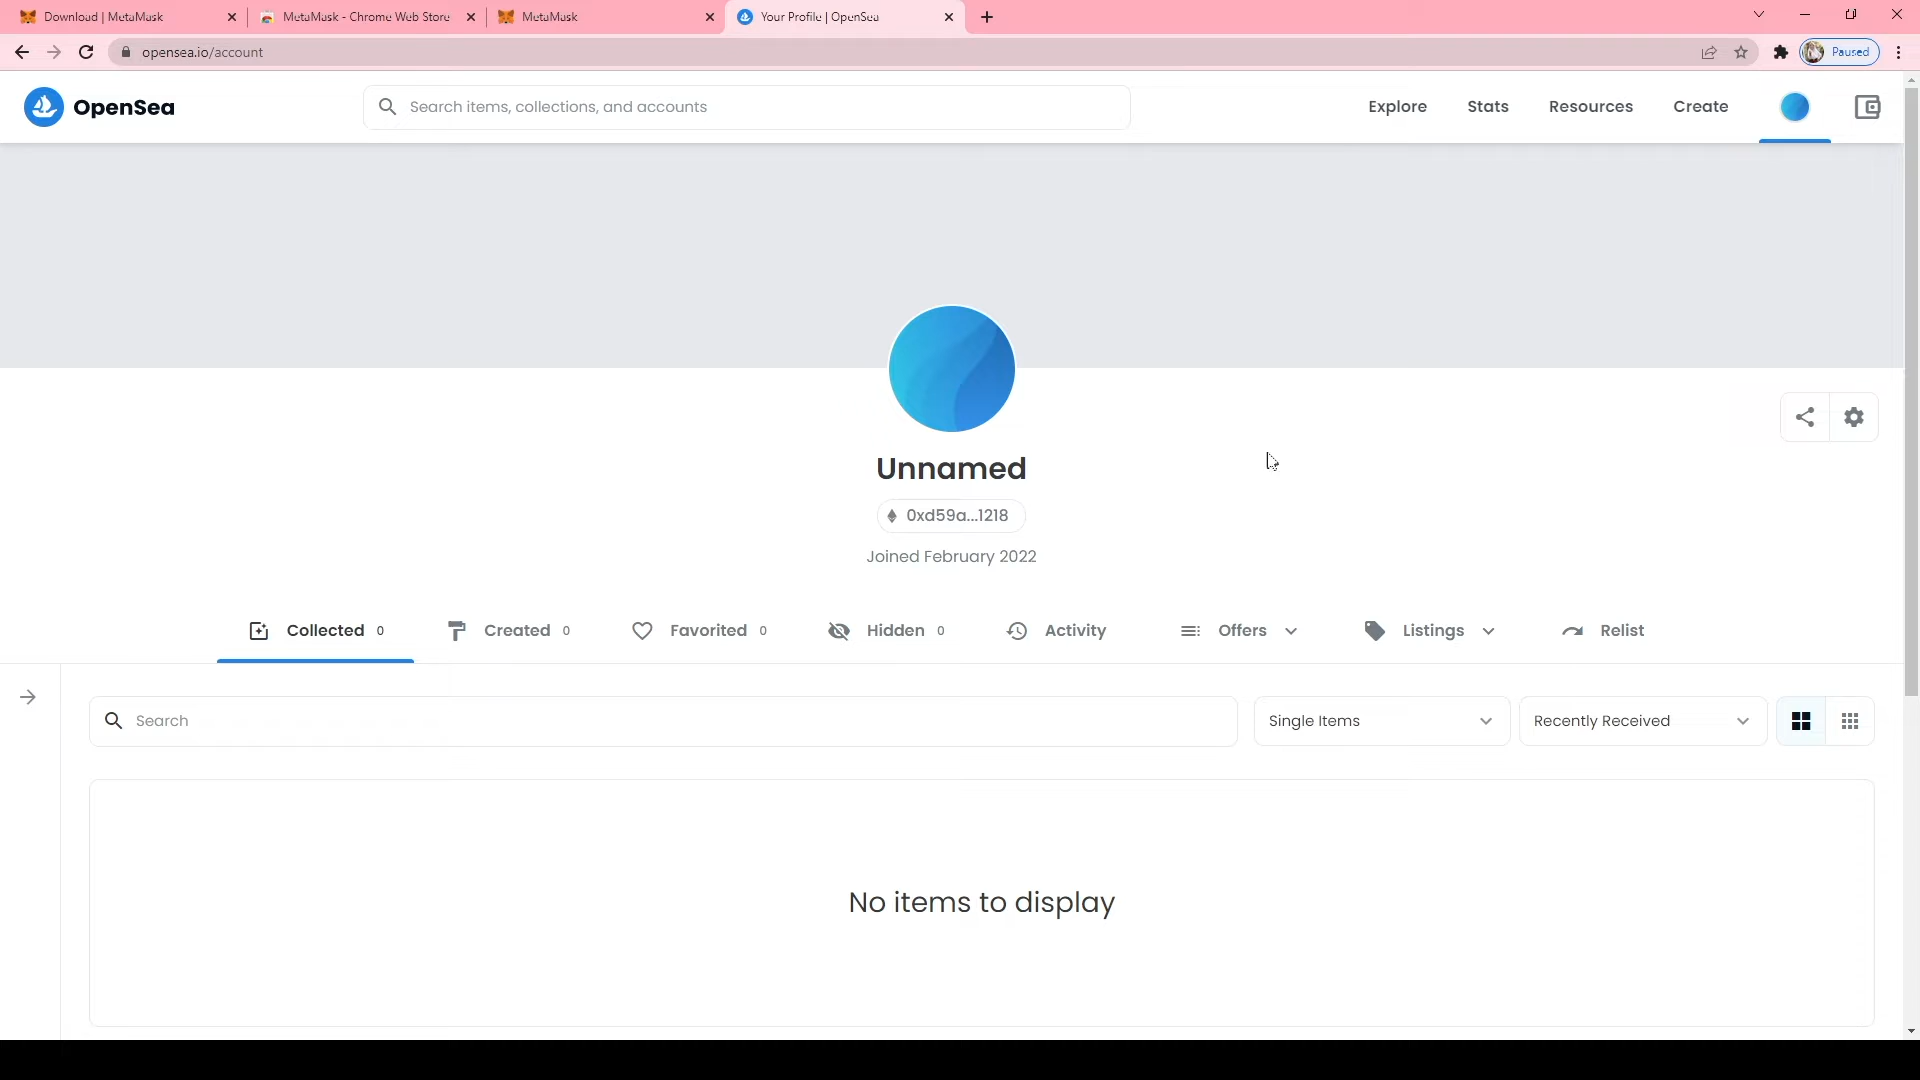 Download | MetaMask
MetaMask - Chrome Web Store
MetaMask
Your Profile | OpenSea
opensea.io/account
Paused
OpenSea
Search items, collections, and accounts
Explore
Stats
Resources
Create
Unnamed
0xd59a...1218
Joined February 2022
Collected 0
Created 0
Favorited 0
Hidden 0
Activity
Offers
Listings
Relist
Search
Single Items
Recently Received
No items to display